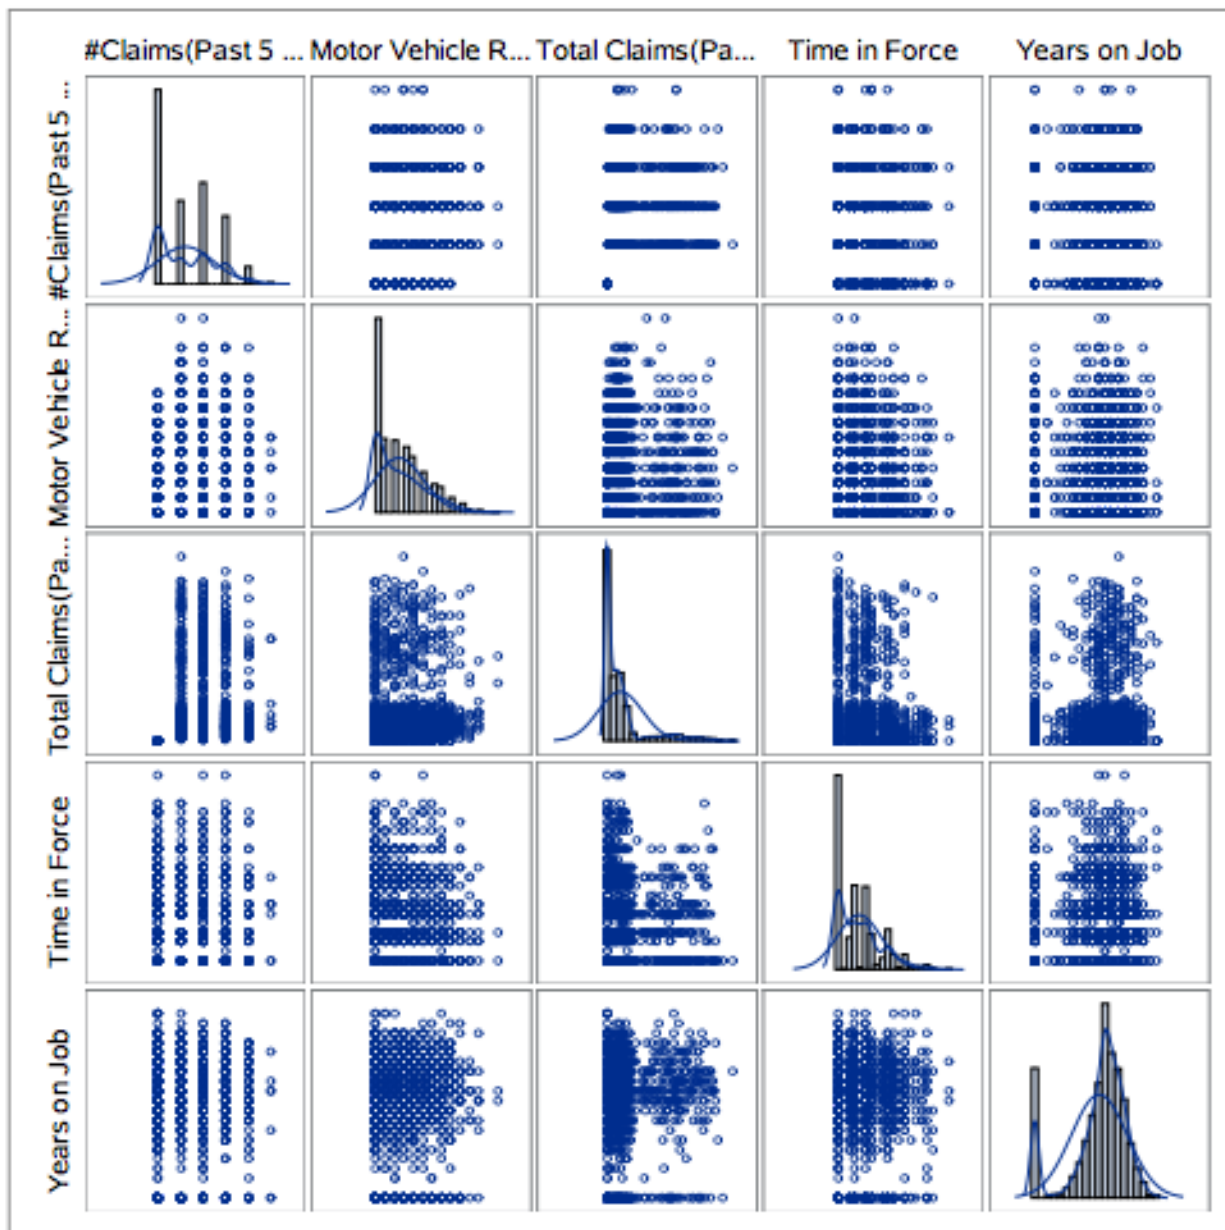 #Claims(Past 5 ...
Motor Vehicle R...
Total Claims(Pa...
Time in Force
Years on Job
#Claims(Past 5 ...
Motor Vehicle R...
Total Claims(Pa...
Time in Force
Years on Job